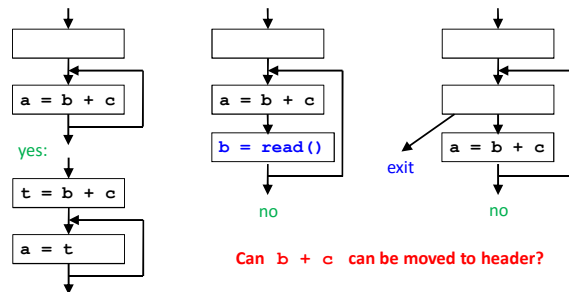 a = b + c
yes:
t = b + c
a = t
a = b + c
b = read()
no
exit
a = b + c
no
Can b + c can be moved to header?